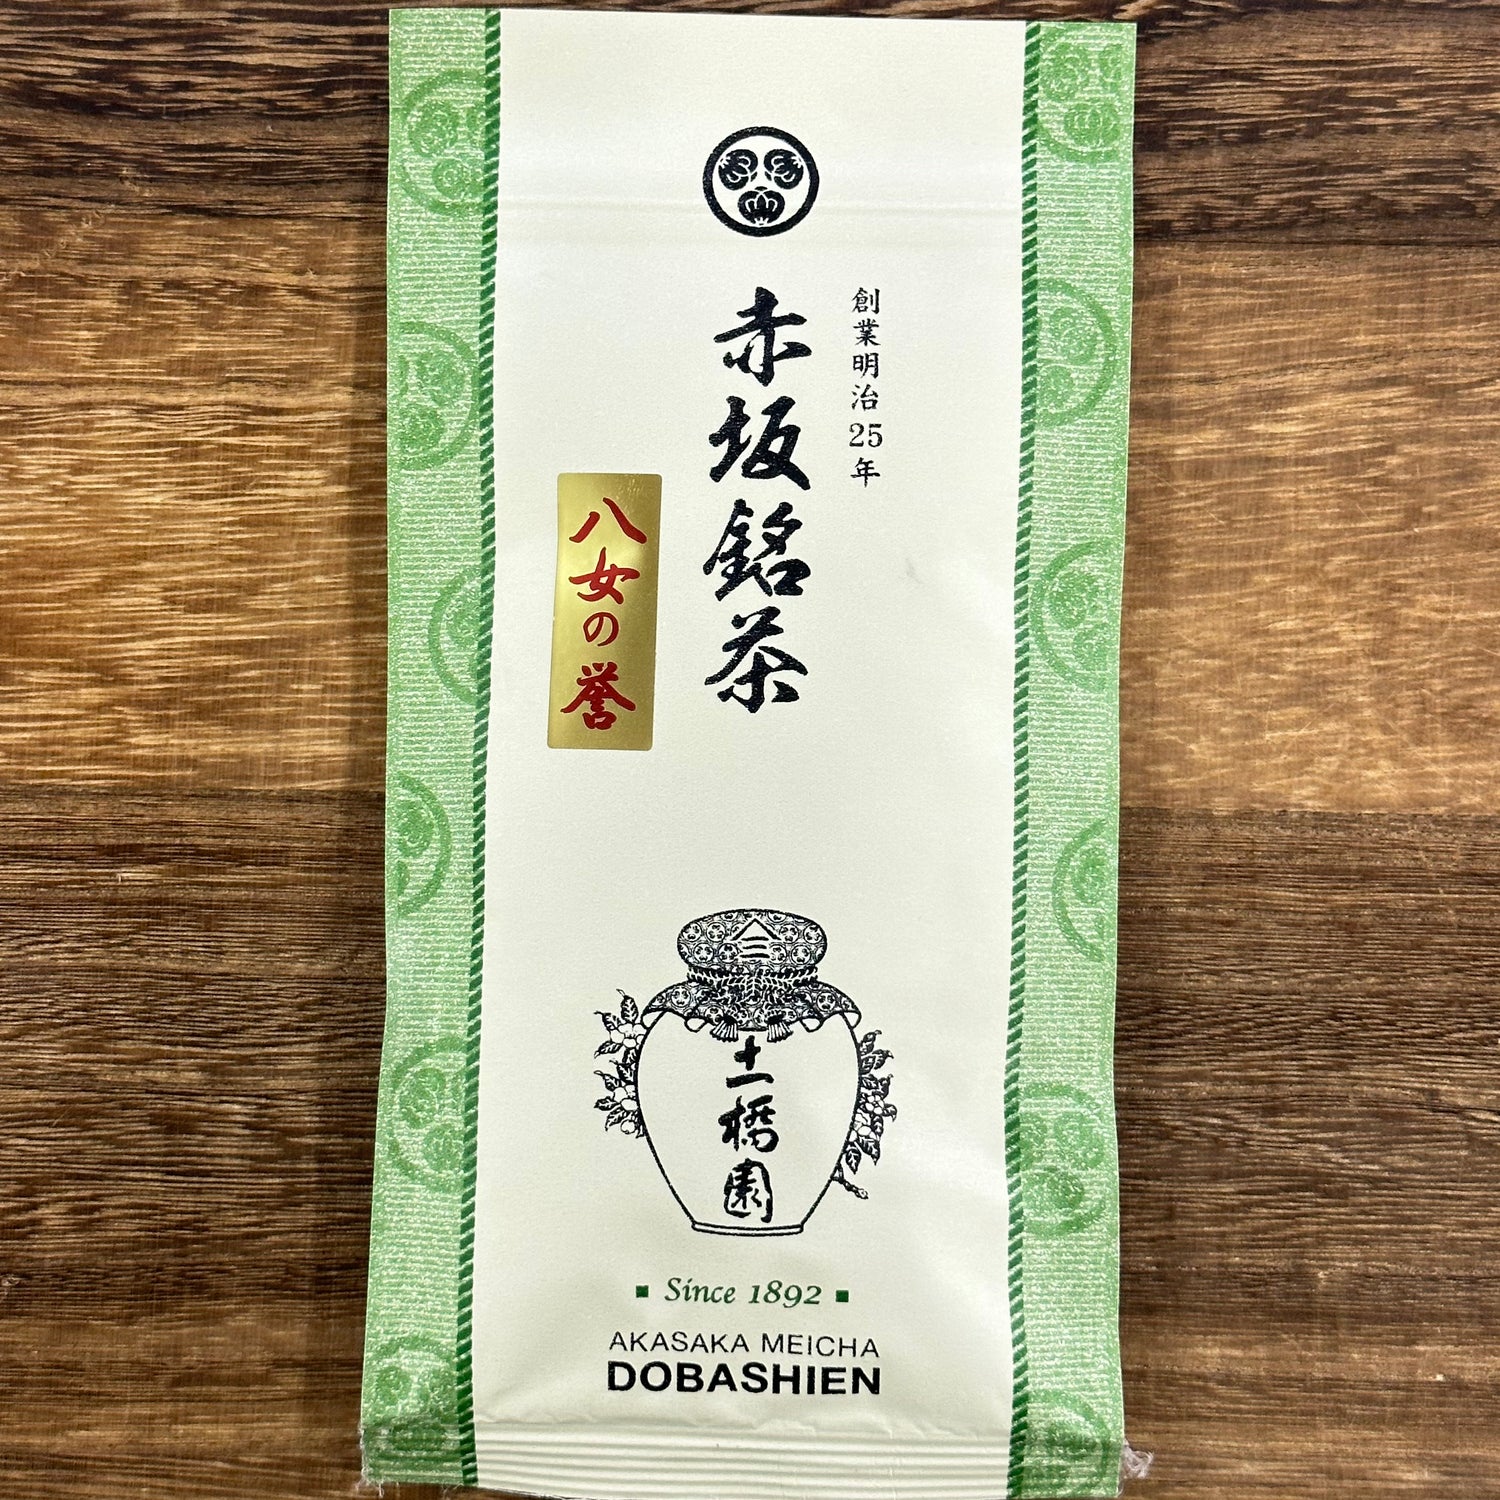 創業明治25年
赤坂銘茶
八女の誉
土橋園
Since 1892
AKASAKA MEICHA
DOBASHIEN